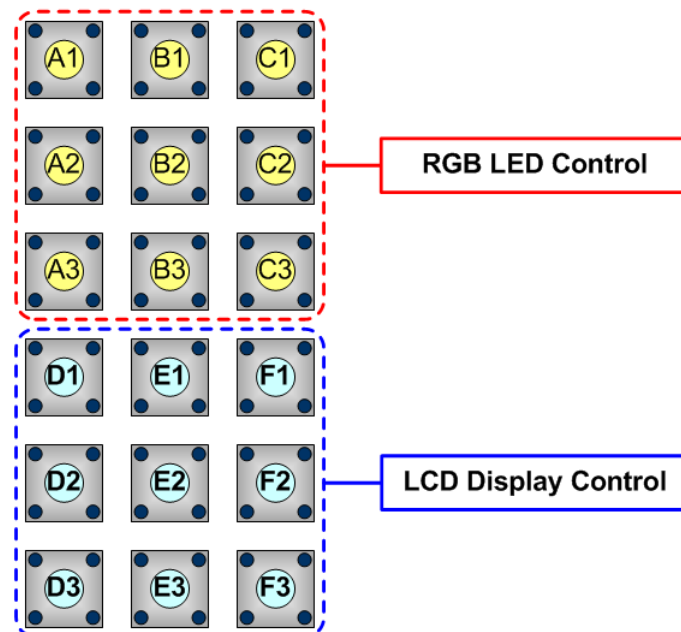 A1 B1 C1
A2 B2 C2
RGB LED Control
A3 B3 C3
D1 E1 F1
D2 E2 F2
LCD Display Control
D3 E3 F3